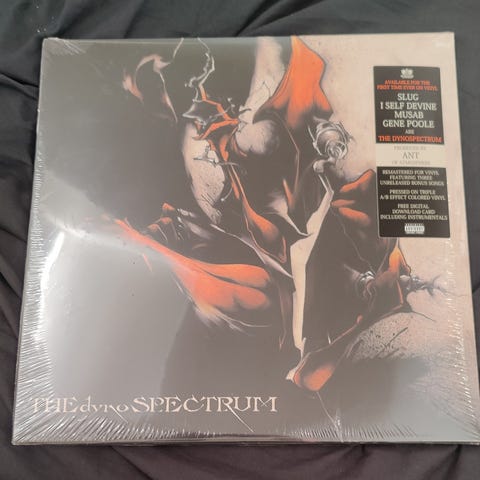 AVAILABLE FOR THE
FIRST TIME EVER ON VINYL
SLUG
I SELF DEVINE
MUSAB
GENE POOLE
ARE
THE DYNOSPECTRUM
PRODUCED BY
ANT
OF ATMOSPHERE
REMASTERED FOR VINYL
FEATURING THREE
UNRELEASED BONUS SONGS
PRESSED ON TRIPLE
A/B EFFECT COLORED VINYL
FREE DIGITAL
DOWNLOAD CARD
INCLUDING INSTRUMENTALS
THE dyno SPECTRUM